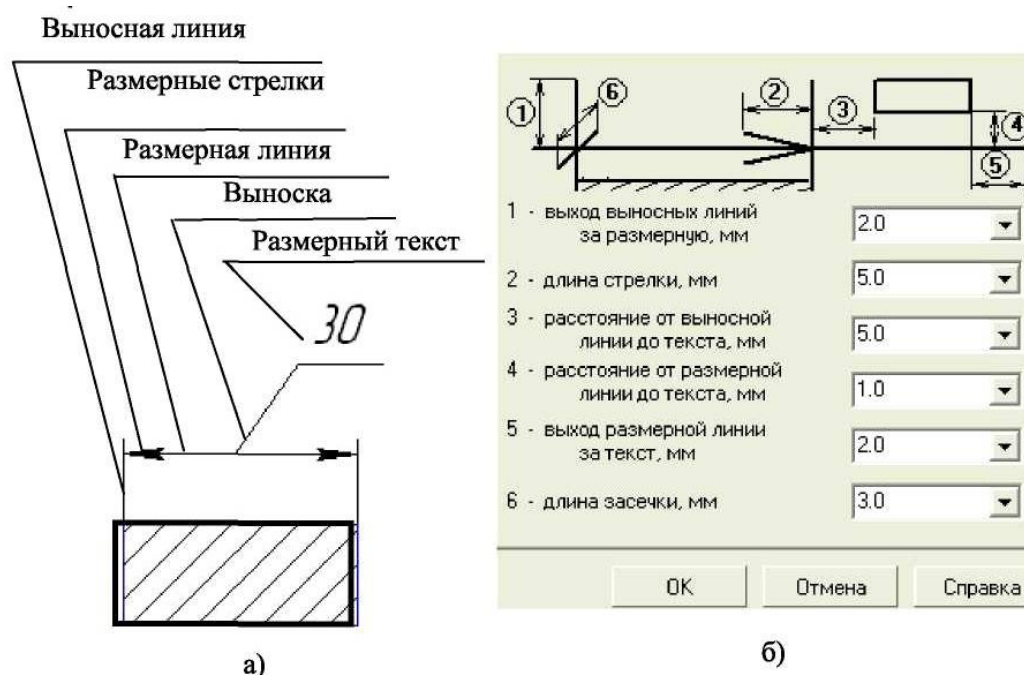 Выносная линия
Размерные стрелки
Размерная линия
Выноска
Размерный текст
30
а)
1
6
2
3
4
5
1 - выход выносных линий
за размерную, мм
2.0
2 - длина стрелки, мм
5.0
3 - расстояние от выносной
линии до текста, мм
5.0
4 - расстояние от размерной
линии до текста, мм
1.0
5 - выход размерной линии
за текст, мм
2.0
6 - длина засечки, мм
3.0
OK
Отмена
Справка
б)